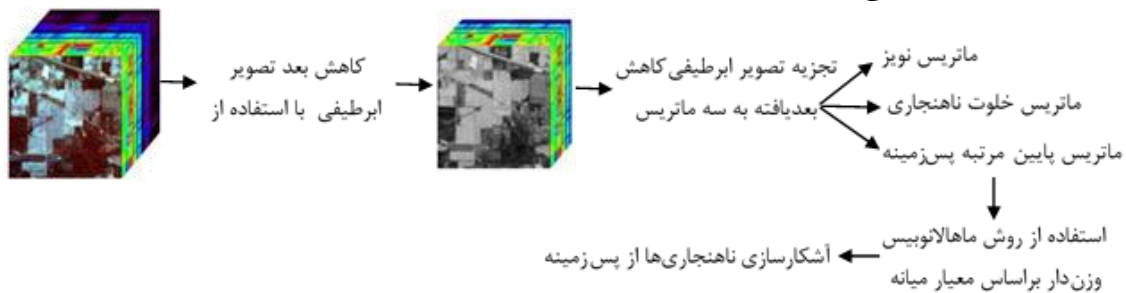 کاهش بعد تصویر
ابرطیفی با استفاده از
تجزیه تصویر ابرطیفی کاهش
بعدیافته به سه ماتریس
ماتریس نویز
ماتریس خلوت ناهنجاری
ماتریس پایین مرتبه پس‌زمینه
استفاده از روش ماهالانوبیس
وزن‌دار براساس معیار میانه
آشکارسازی ناهنجاری‌ها از پس‌زمینه